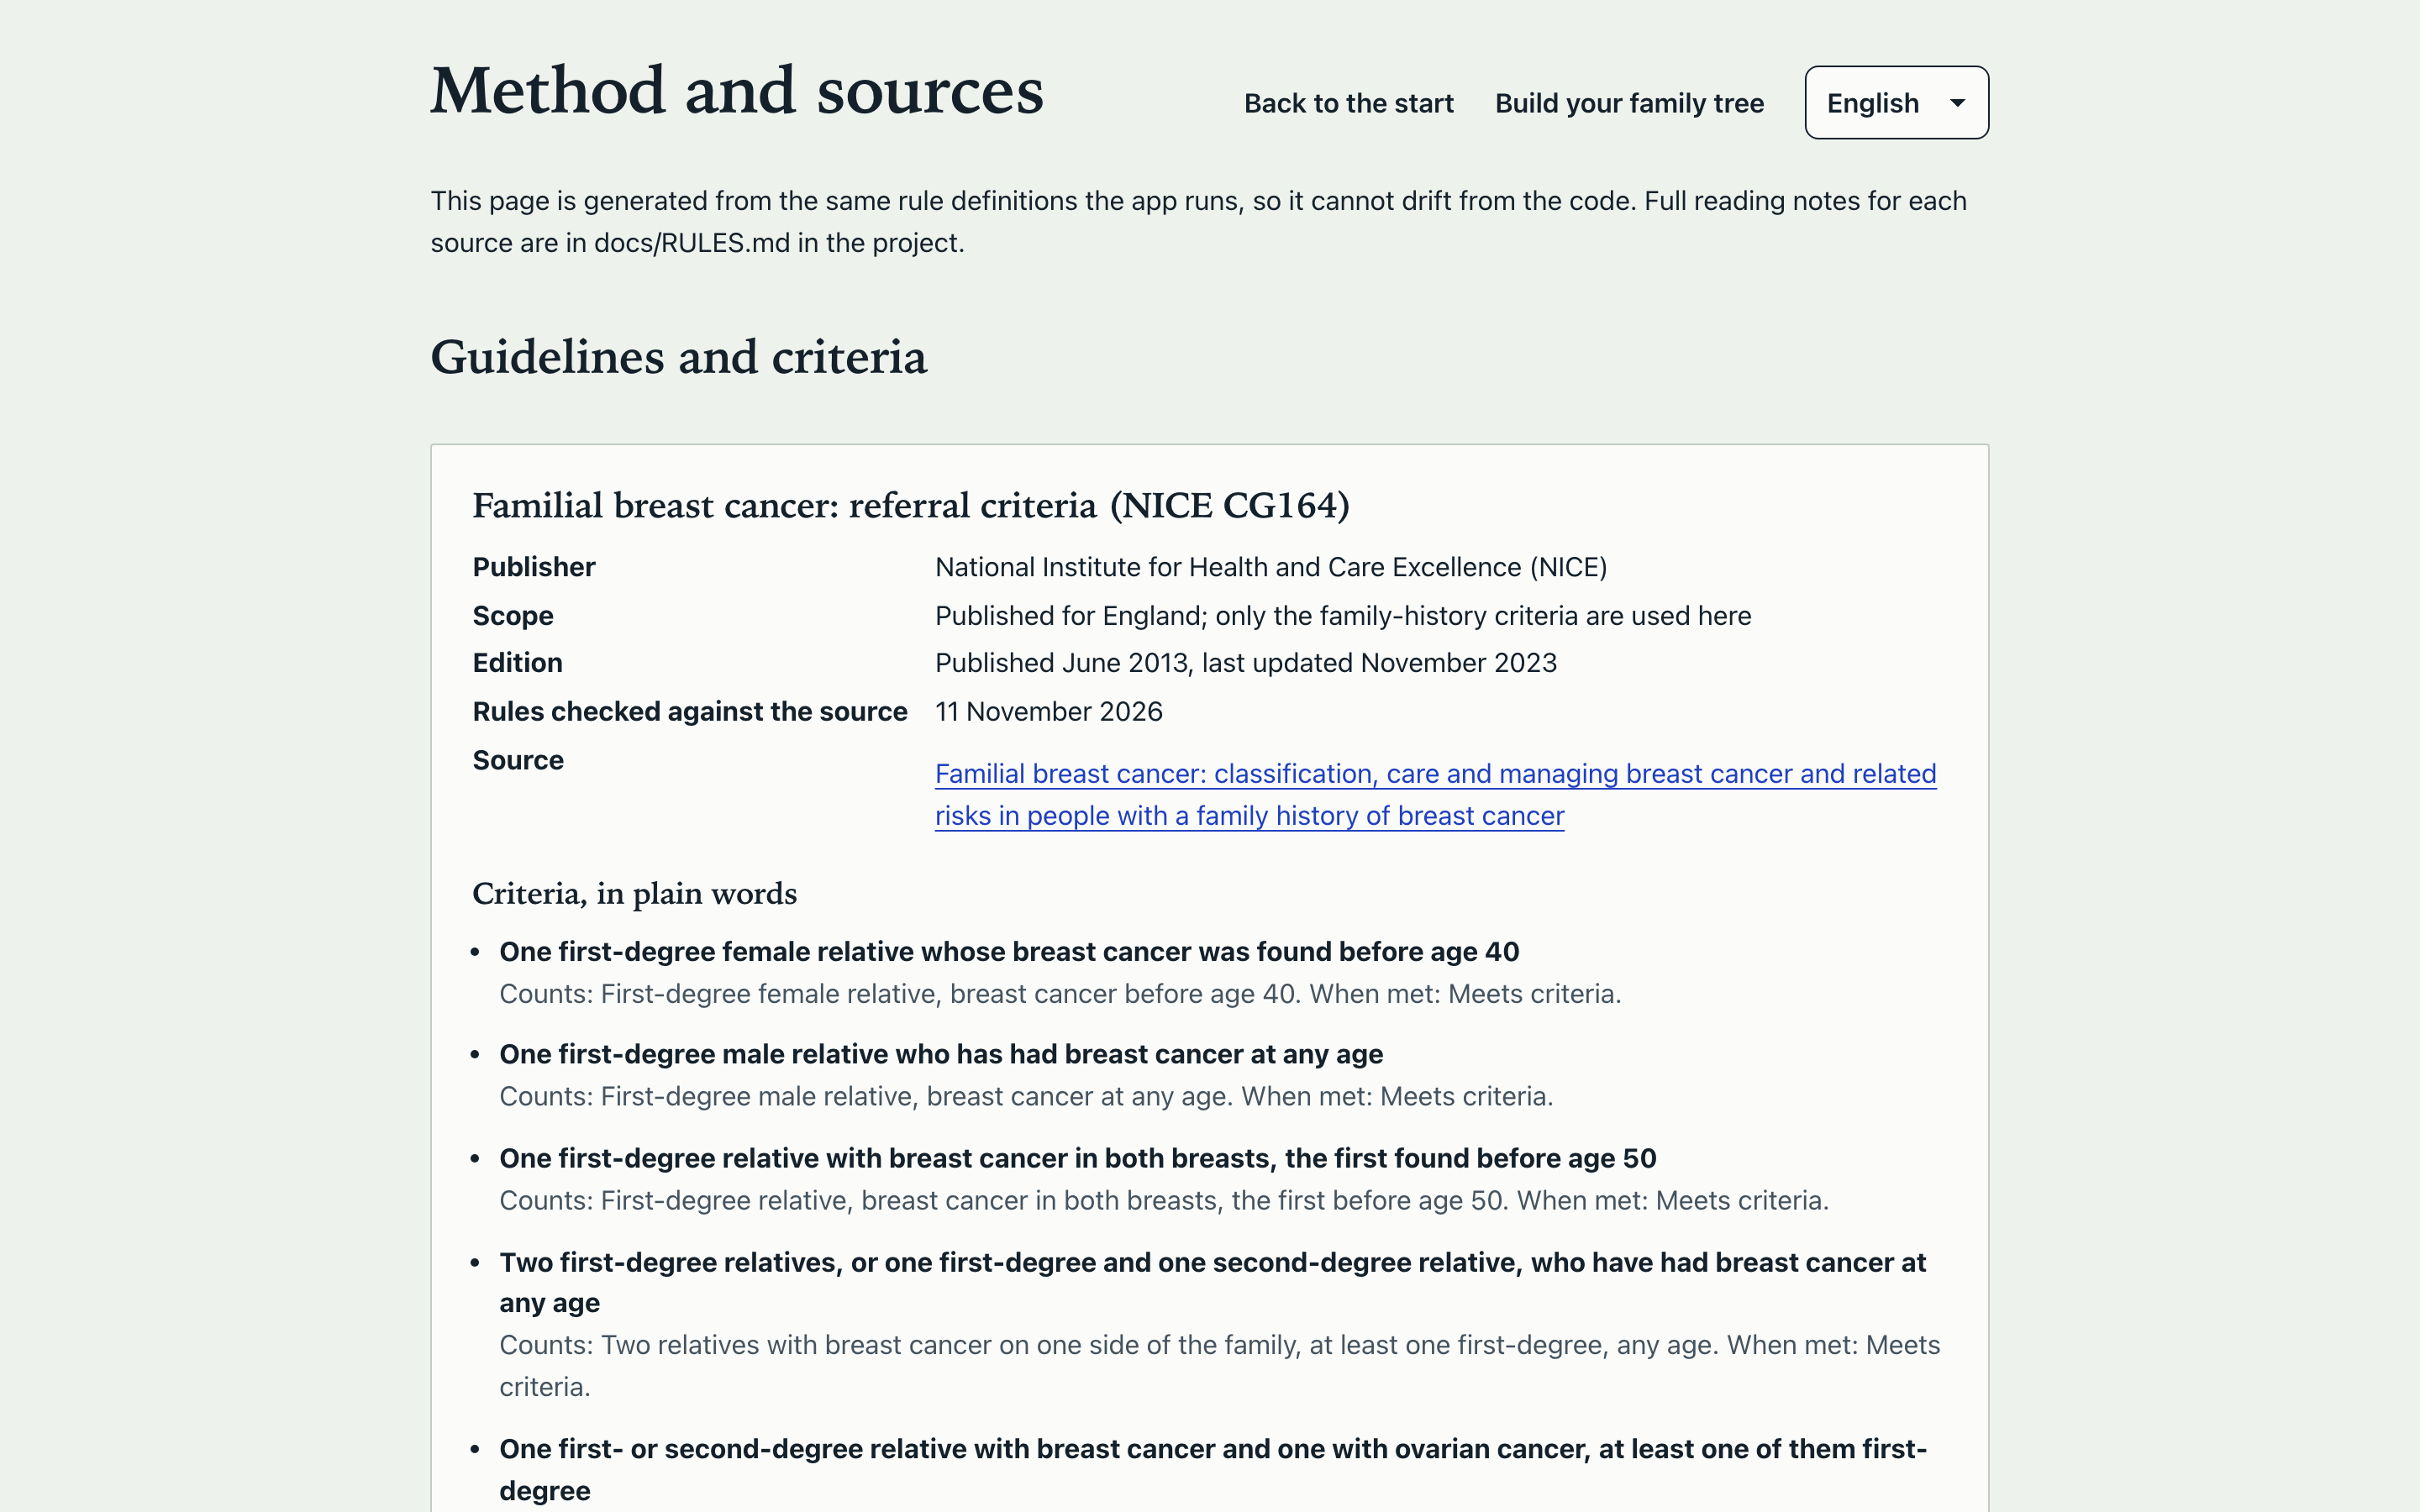 Method and sources
Back to the start
Build your family tree
English
This page is generated from the same rule definitions the app runs, so it cannot drift from the code. Full reading notes for each
source are in docs/RULES.md in the project.
Guidelines and criteria
Familial breast cancer: referral criteria (NICE CG164)
Publisher National Institute for Health and Care Excellence (NICE)
Scope Published for England; only the family-history criteria are used here
Edition Published June 2013, last updated November 2023
Rules checked against the source 11 November 2026
Source Familial breast cancer: classification, care and managing breast cancer and related
risks in people with a family history of breast cancer
Criteria, in plain words
• One first-degree female relative whose breast cancer was found before age 40
Counts: First-degree female relative, breast cancer before age 40. When met: Meets criteria.
• One first-degree male relative who has had breast cancer at any age
Counts: First-degree male relative, breast cancer at any age. When met: Meets criteria.
• One first-degree relative with breast cancer in both breasts, the first found before age 50
Counts: First-degree relative, breast cancer in both breasts, the first before age 50. When met: Meets criteria.
• Two first-degree relatives, or one first-degree and one second-degree relative, who have had breast cancer at
any age
Counts: Two relatives with breast cancer on one side of the family, at least one first-degree, any age. When met: Meets
criteria.
• One first- or second-degree relative with breast cancer and one with ovarian cancer, at least one of them first-
degree